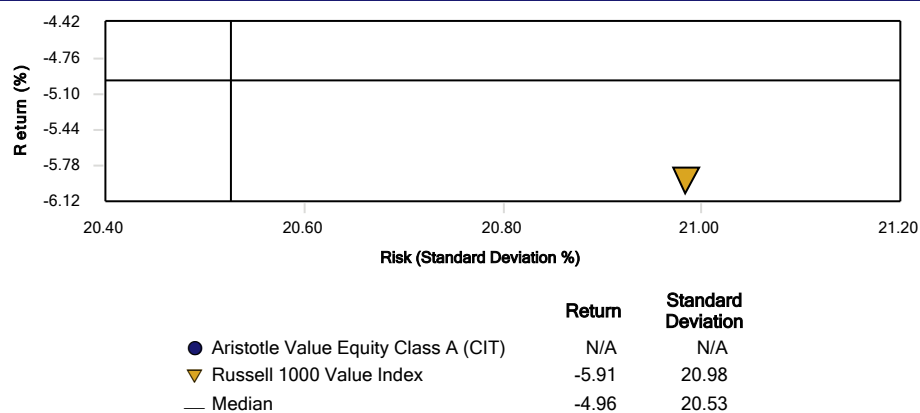 -4.42
-4.76
-5.10
-5.44
-5.78
-6.12
Return (%)
20.40 20.60 20.80 21.00 21.20
Risk (Standard Deviation %)
Return Standard Deviation
Aristotle Value Equity Class A (CIT) N/A N/A
Russell 1000 Value Index -5.91 20.98
Median -4.96 20.53